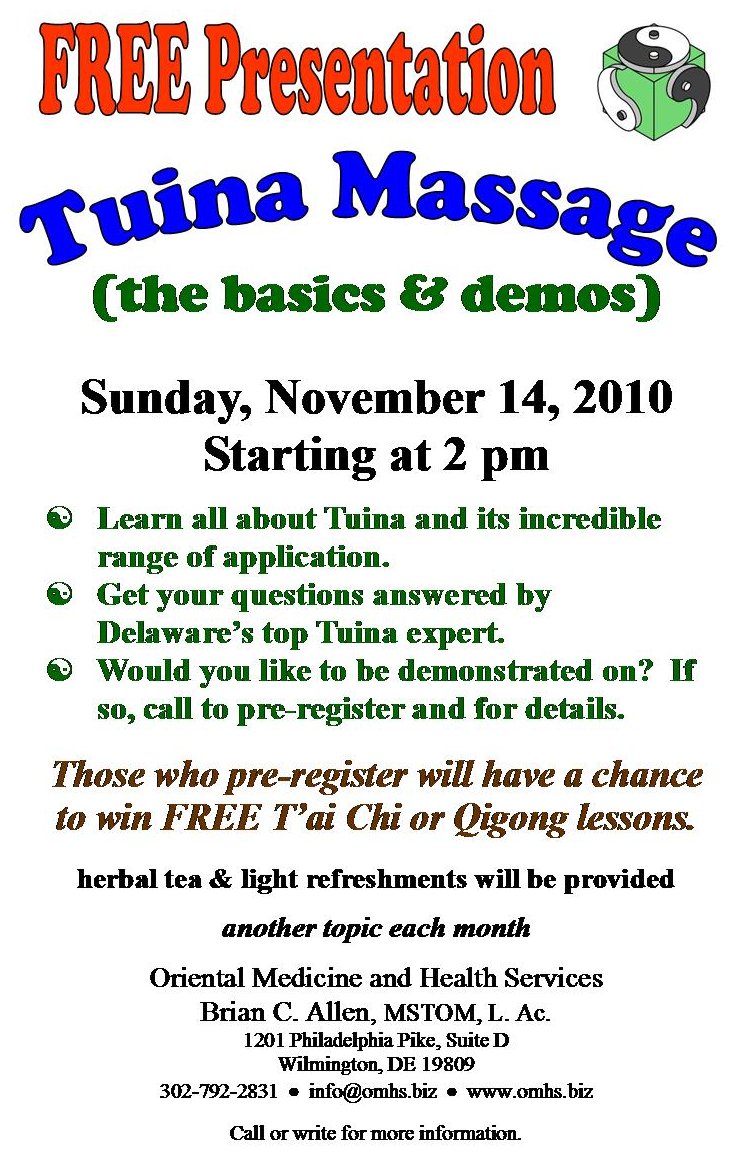 FREE Presentation
Tuina Massage
(the basics & demos)
Sunday, November 14, 2010
Starting at 2 pm
☯ Learn all about Tuina and its incredible
range of application.
☯ Get your questions answered by
Delaware's top Tuina expert.
☯ Would you like to be demonstrated on?  If
so, call to pre-register and for details.
Those who pre-register will have a chance
to win FREE T'ai Chi or Qigong lessons.
herbal tea & light refreshments will be provided
another topic each month
Oriental Medicine and Health Services
Brian C. Allen, MSTOM, L. Ac.
1201 Philadelphia Pike, Suite D
Wilmington, DE 19809
302-792-2831 ● info@omhs.biz ● www.omhs.biz
Call or write for more information.